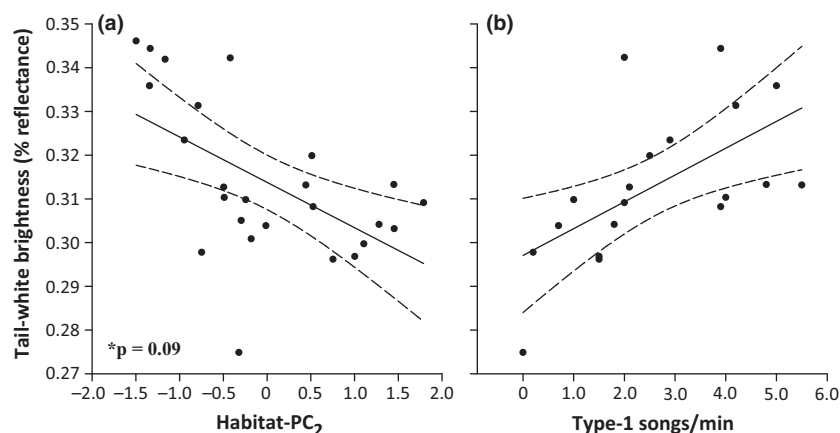 (a)
(b)
Tail-white brightness (% reflectance)
0.35
0.34
0.33
0.32
0.31
0.30
0.29
0.28
0.27
*p = 0.09
–2.0 –1.5 –1.0 –0.5 0 0.5 1.0 1.5 2.0
Habitat-PC₂
0 1.0 2.0 3.0 4.0 5.0 6.0
Type-1 songs/min